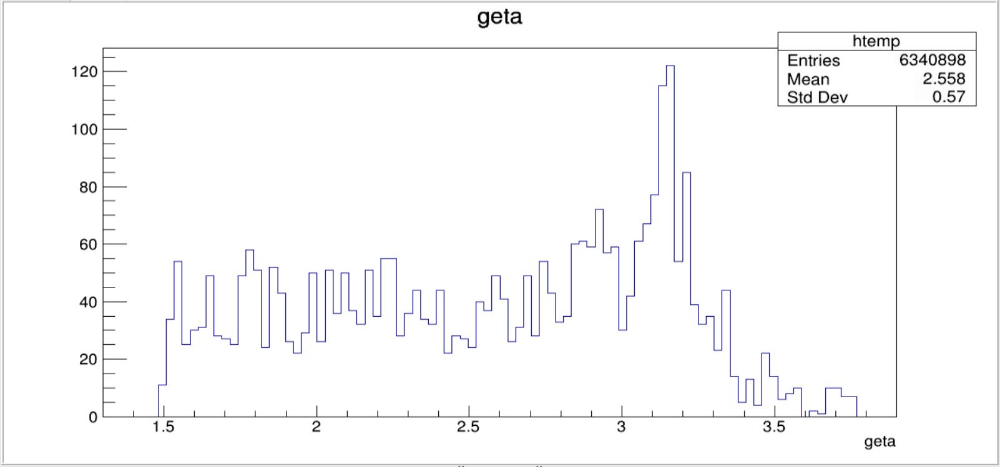 geta
htemp
Entries 6340898
Mean 2.558
Std Dev 0.57
120
100
80
60
40
20
0
1.5 2 2.5 3 3.5
geta